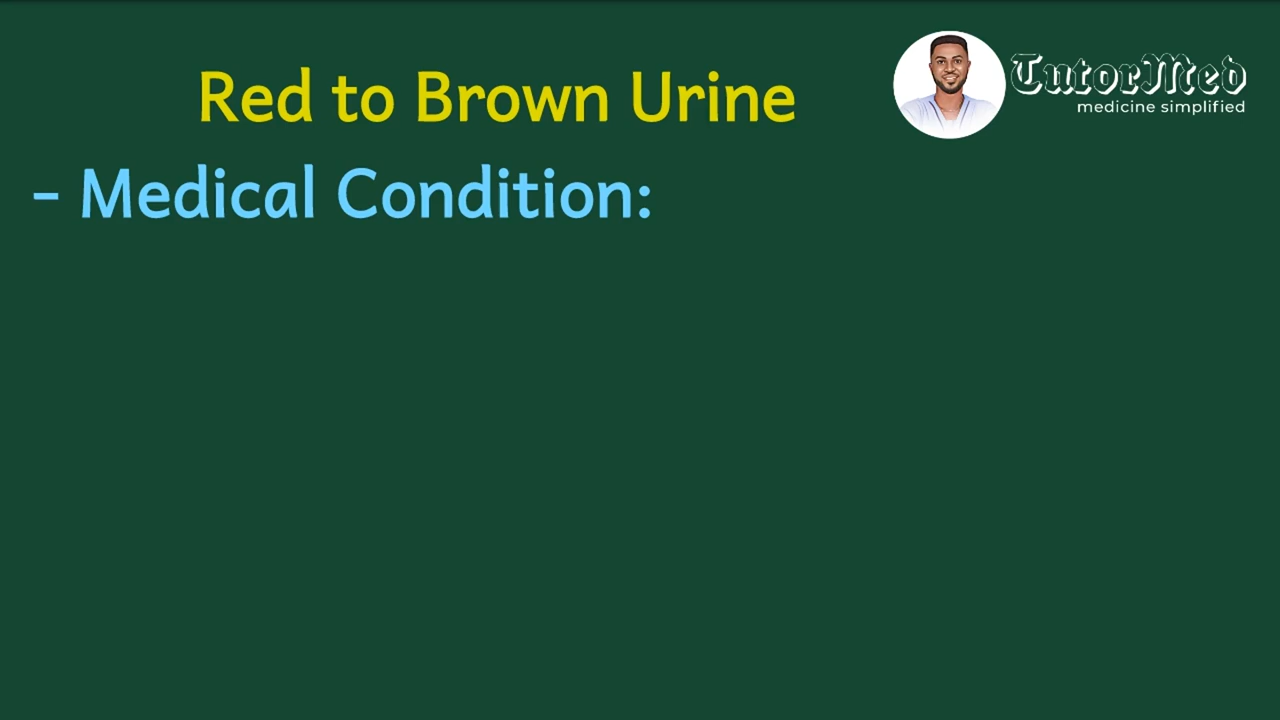 Red to Brown Urine
TutorMed
medicine simplified
- Medical Condition: